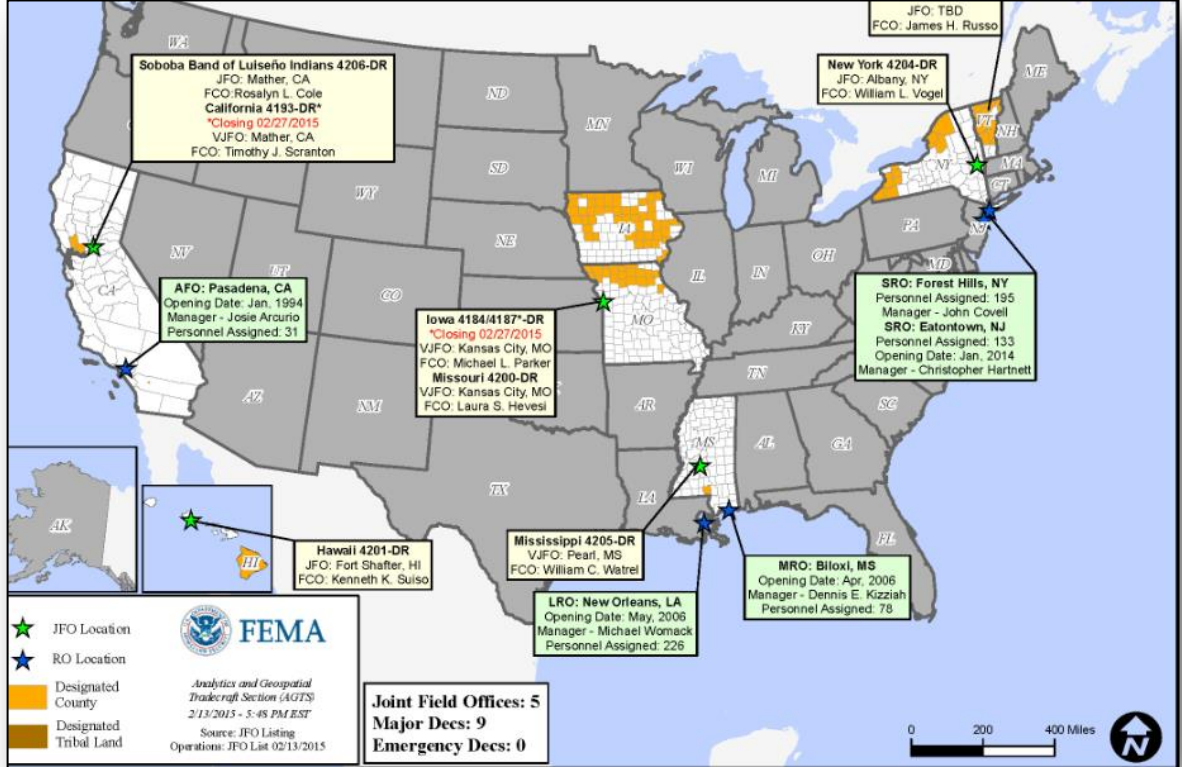 JFO: TBD
FCO: James H. Russo
WA
Soboba Band of Luiseño Indians 4206-DR
JFO: Mather, CA
FCO:Rosalyn L. Cole
California 4193-DR*
*Closing 02/27/2015
VJFO: Mather, CA
FCO: Timothy J. Scranton
New York 4204-DR
JFO: Albany, NY
FCO: William L. Vogel
ME
ND
MN
VT
NH
SD
WI
MI
NY
MA
CT
WY
IA
PA
NJ
NE
NV
UT
IL
IN
OH
MD
CA
CO
AFO: Pasadena, CA
Opening Date: Jan, 1994
Manager - Josie Arcurio
Personnel Assigned: 31
Iowa 4184/4187*-DR
*Closing 02/27/2015
VJFO: Kansas City, MO
FCO: Michael L. Parker
Missouri 4200-DR
VJFO: Kansas City, MO
FCO: Laura S. Hevesi
MO
KY
SRO: Forest Hills, NY
Personnel Assigned: 195
Manager - John Covell
SRO: Eatontown, NJ
Personnel Assigned: 133
Opening Date: Jan, 2014
Manager - Christopher Hartnett
TN
AZ
NM
AR
SC
MS
AL
GA
TX
LA
AK
HI
FL
Hawaii 4201-DR
JFO: Fort Shafter, HI
FCO: Kenneth K. Suiso
Mississippi 4205-DR
VJFO: Pearl, MS
FCO: William C. Watrel
MRO: Biloxi, MS
Opening Date: Apr, 2006
Manager - Dennis E. Kizziah
Personnel Assigned: 78
LRO: New Orleans, LA
Opening Date: May, 2006
Manager - Michael Womack
Personnel Assigned: 226
JFO Location
RO Location
Designated
County
Designated
Tribal Land
FEMA
Analytics and Geospatial
Tradecraft Section (AGTS)
2/13/2015 - 5:48 PM EST
Source: JFO Listing
Operations: JFO List 02/13/2015
Joint Field Offices: 5
Major Decs: 9
Emergency Decs: 0
0 200 400 Miles
N